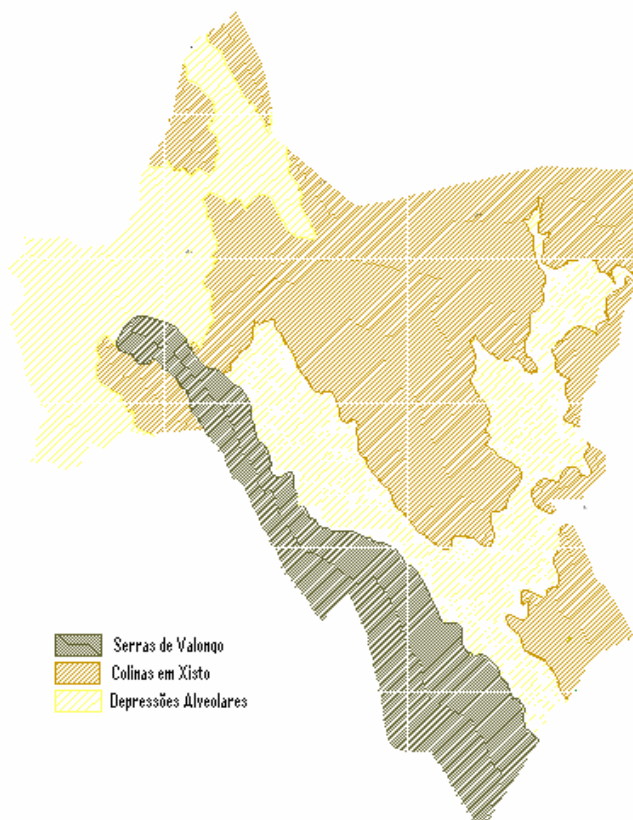 Serras de Valongo
Colinas em Xisto
Depressões Alveolares